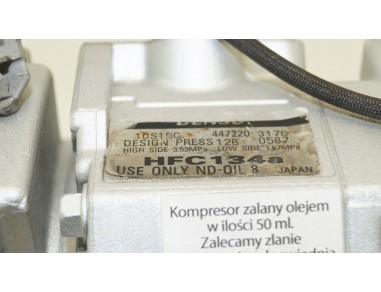 DENSO
10S15C 447220-3176
DESIGN PRESS 12B 0587
HIGH SIDE 3.53MPa LOW SIDE 1.67MPa
HFC134a
USE ONLY ND-OIL 8 JAPAN
Kompresor zalany olejem
w ilości 50 ml.
Zalecamy zlanie